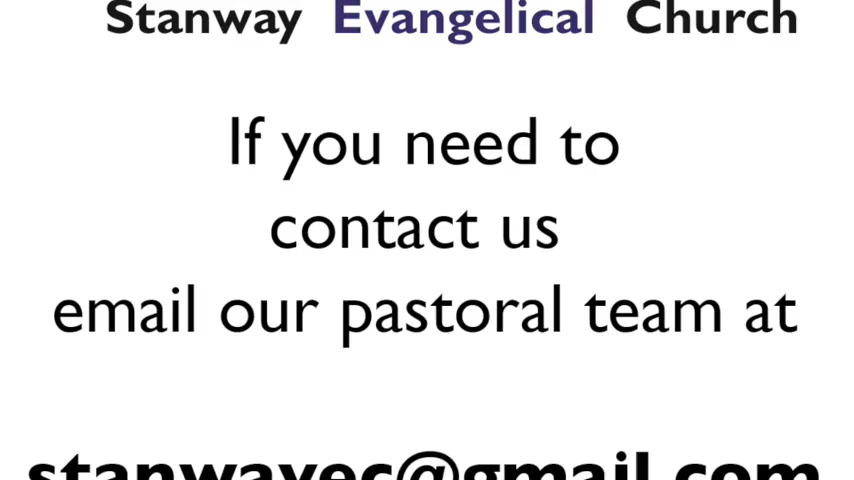 Stanway Evangelical Church
If you need to
contact us
email our pastoral team at
stanwayec@gmail.com